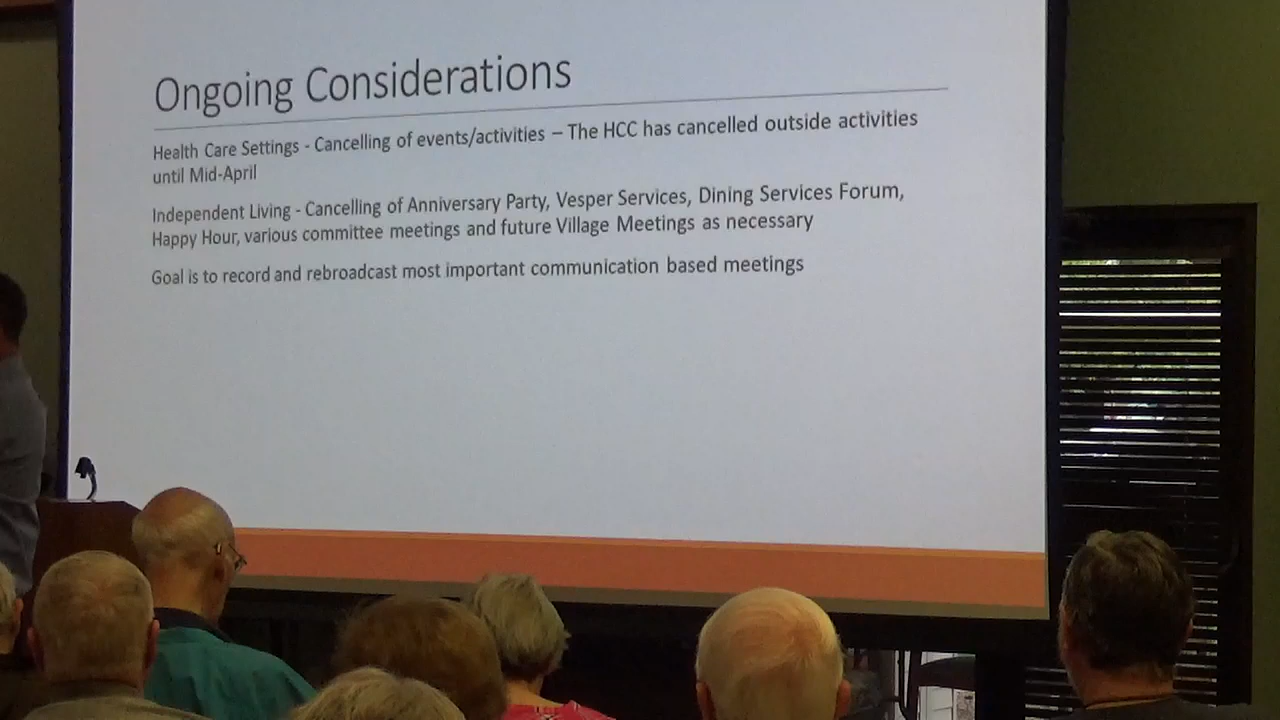 Ongoing Considerations
Health Care Settings - Cancelling of events/activities – The HCC has cancelled outside activities
until Mid-April
Independent Living - Cancelling of Anniversary Party, Vesper Services, Dining Services Forum,
Happy Hour, various committee meetings and future Village Meetings as necessary
Goal is to record and rebroadcast most important communication based meetings